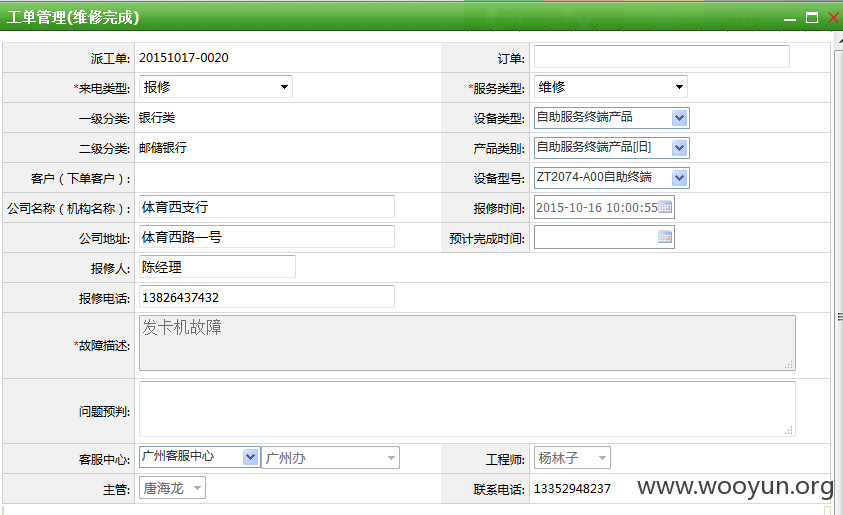 工单管理(维修完成)
派工单: 20151017-0020 订单:
*来电类型: 报修 *服务类型: 维修
一级分类: 银行类 设备类型: 自助服务终端产品
二级分类: 邮储银行 产品类别: 自助服务终端产品[旧]
客户（下单客户）: 设备型号: ZT2074-A00自助终端
公司名称（机构名称）: 体育西支行 报修时间: 2015-10-16 10:00:55
公司地址: 体育西路一号 预计完成时间:
报修人: 陈经理
报修电话: 13826437432
*故障描述: 发卡机故障
问题预判:
客服中心: 广州客服中心 广州办 工程师: 杨林子
主管: 唐海龙 联系电话: 13352948237
www.wooyun.org